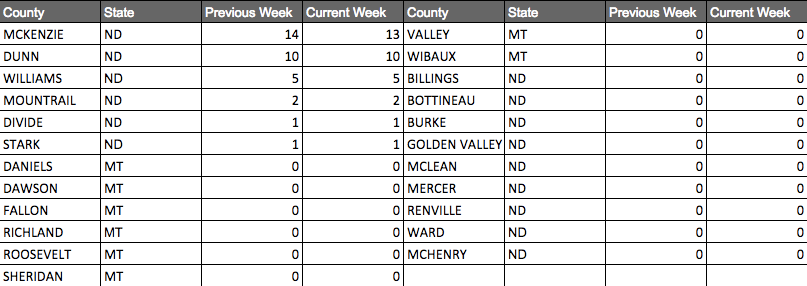 County State Previous Week Current Week County State Previous Week Current Week
MCKENZIE ND 14 13 VALLEY MT 0 0
DUNN ND 10 10 WIBAUX MT 0 0
WILLIAMS ND 5 5 BILLINGS ND 0 0
MOUNTRAIL ND 2 2 BOTTINEAU ND 0 0
DIVIDE ND 1 1 BURKE ND 0 0
STARK ND 1 1 GOLDEN VALLEY ND 0 0
DANIELS MT 0 0 MCLEAN ND 0 0
DAWSON MT 0 0 MERCER ND 0 0
FALLON MT 0 0 RENVILLE ND 0 0
RICHLAND MT 0 0 WARD ND 0 0
ROOSEVELT MT 0 0 MCHENRY ND 0 0
SHERIDAN MT 0 0